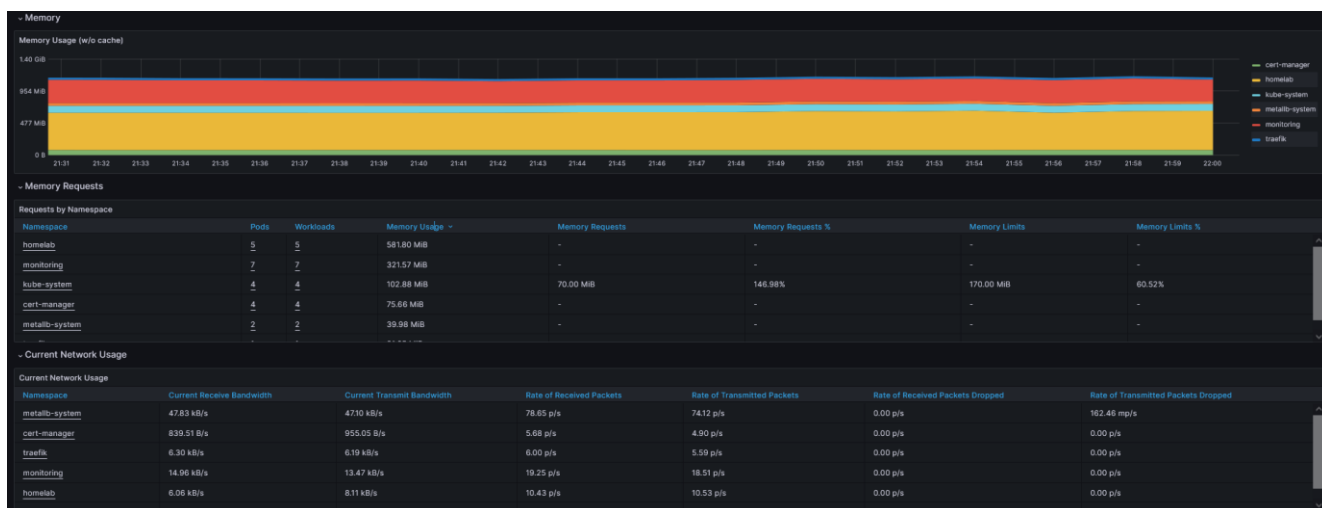 Memory
Memory Usage (w/o cache)
1.40 GiB
954 MiB
477 MiB
0 B
21:31 21:32 21:33 21:34 21:35 21:36 21:37 21:38 21:39 21:40 21:41 21:42 21:43 21:44 21:45 21:46 21:47 21:48 21:49 21:50 21:51 21:52 21:53 21:54 21:55 21:56 21:57 21:58 21:59 22:00
cert-manager
homelab
kube-system
metallb-system
monitoring
traefik
Memory Requests
Requests by Namespace
Namespace Pods Workloads Memory Usage Memory Requests Memory Requests % Memory Limits Memory Limits %
homelab 5 5 581.80 MiB - - - -
monitoring 7 7 321.57 MiB - - - -
kube-system 4 4 102.88 MiB 70.00 MiB 146.98% 170.00 MiB 60.52%
cert-manager 4 4 75.66 MiB - - - -
metallb-system 2 2 39.98 MiB - - - -
Current Network Usage
Current Network Usage
Namespace Current Receive Bandwidth Current Transmit Bandwidth Rate of Received Packets Rate of Transmitted Packets Rate of Received Packets Dropped Rate of Transmitted Packets Dropped
metallb-system 47.83 kB/s 47.10 kB/s 78.65 p/s 74.12 p/s 0.00 p/s 162.46 mp/s
cert-manager 839.51 B/s 955.05 B/s 5.68 p/s 4.90 p/s 0.00 p/s 0.00 p/s
traefik 6.30 kB/s 6.19 kB/s 6.00 p/s 5.59 p/s 0.00 p/s 0.00 p/s
monitoring 14.96 kB/s 13.47 kB/s 19.25 p/s 18.51 p/s 0.00 p/s 0.00 p/s
homelab 6.06 kB/s 8.11 kB/s 10.43 p/s 10.53 p/s 0.00 p/s 0.00 p/s